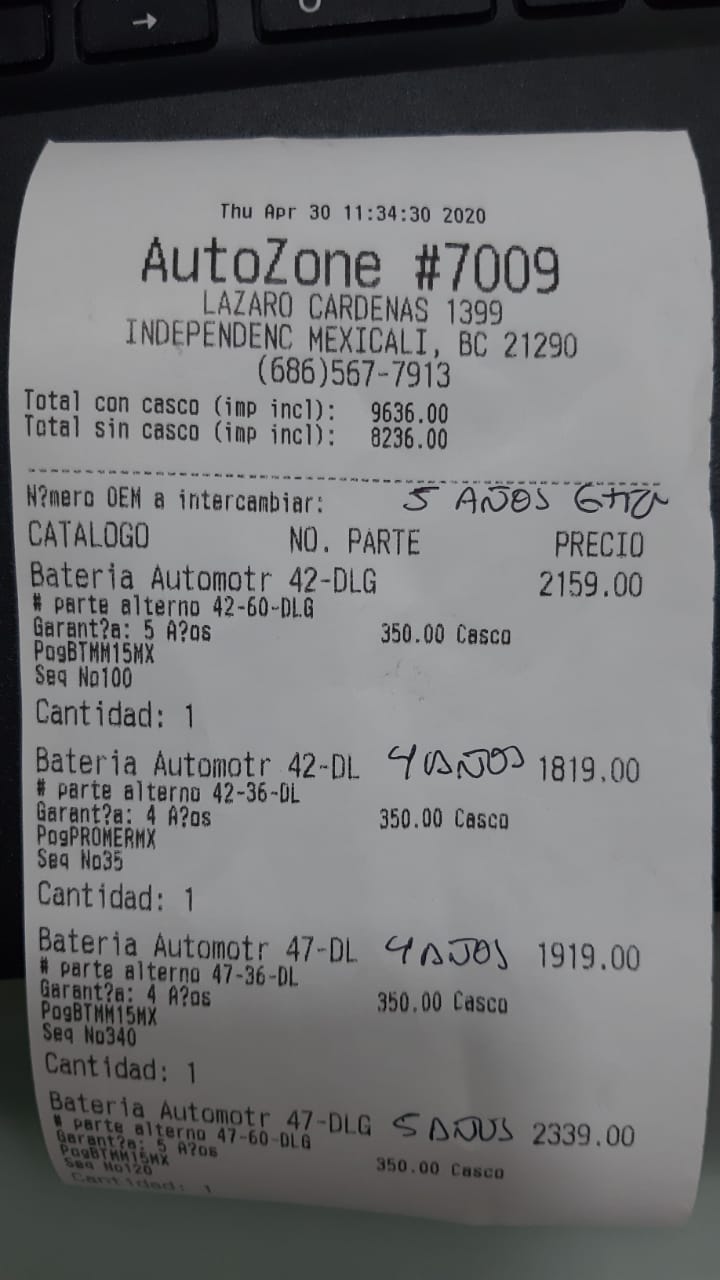 Thu Apr 30 11:34:30 2020
AutoZone #7009
LAZARO CARDENAS 1399
INDEPENDENC MEXICALI, BC 21290
(686)567-7913
Total con casco (imp incl): 9636.00
Total sin casco (imp incl): 8236.00
N?mero OEM a intercambiar: 5 AÑOS
CATALOGO NO. PARTE PRECIO
Bateria Automotr 42-DLG 2159.00
# parte alterno 42-60-DLG
Garant?a: 5 A?os 350.00 Casco
PogBTMM15MX
Seq No100
Cantidad: 1
Bateria Automotr 42-DL 4 AÑOS 1819.00
# parte alterno 42-36-DL
Garant?a: 4 A?os 350.00 Casco
PogPROMERMX
Seq No35
Cantidad: 1
Bateria Automotr 47-DL 4 AÑOS 1919.00
# parte alterno 47-36-DL
Garant?a: 4 A?os 350.00 Casco
PogBTMM15MX
Seq No340
Cantidad: 1
Bateria Automotr 47-DLG 5 AÑOS 2339.00
# parte alterno 47-60-DLG
Garant?a: 5 A?os 350.00 Casco
PogBTMM15MX
Seq No120
Cantidad: 1